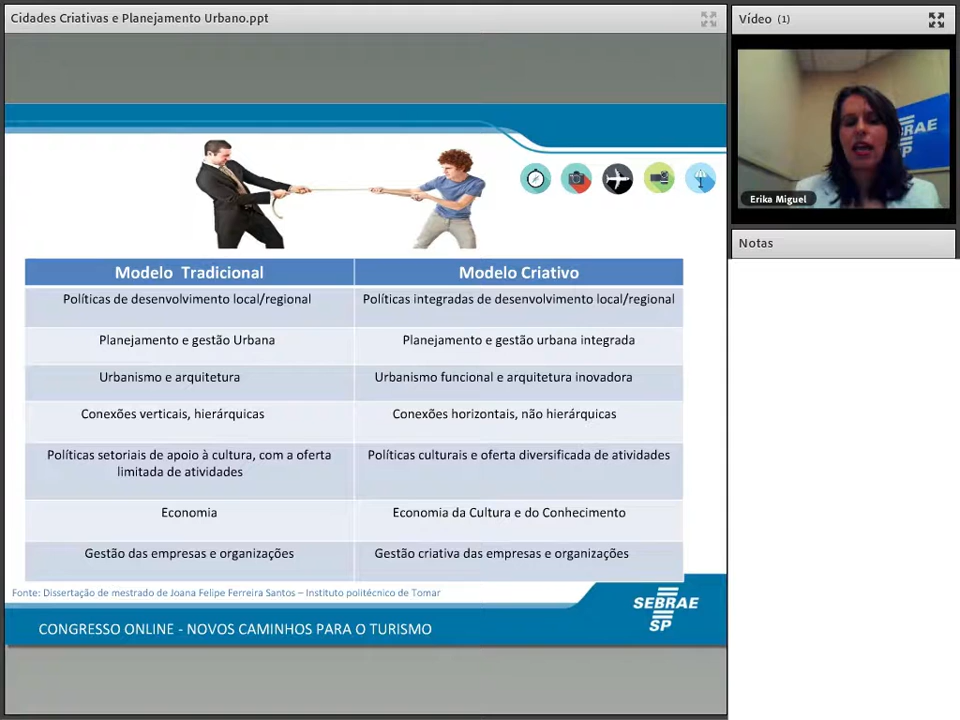 Cidades Criativas e Planejamento Urbano.ppt
Vídeo (1)
SEBRAE
SP
Erika Miguel
Notas
Modelo Tradicional
Modelo Criativo
Políticas de desenvolvimento local/regional
Políticas integradas de desenvolvimento local/regional
Planejamento e gestão Urbana
Planejamento e gestão urbana integrada
Urbanismo e arquitetura
Urbanismo funcional e arquitetura inovadora
Conexões verticais, hierárquicas
Conexões horizontais, não hierárquicas
Políticas setoriais de apoio à cultura, com a oferta
limitada de atividades
Políticas culturais e oferta diversificada de atividades
Economia
Economia da Cultura e do Conhecimento
Gestão das empresas e organizações
Gestão criativa das empresas e organizações
Fonte: Dissertação de mestrado de Joana Felipe Ferreira Santos – Instituto politécnico de Tomar
SEBRAE
SP
CONGRESSO ONLINE - NOVOS CAMINHOS PARA O TURISMO